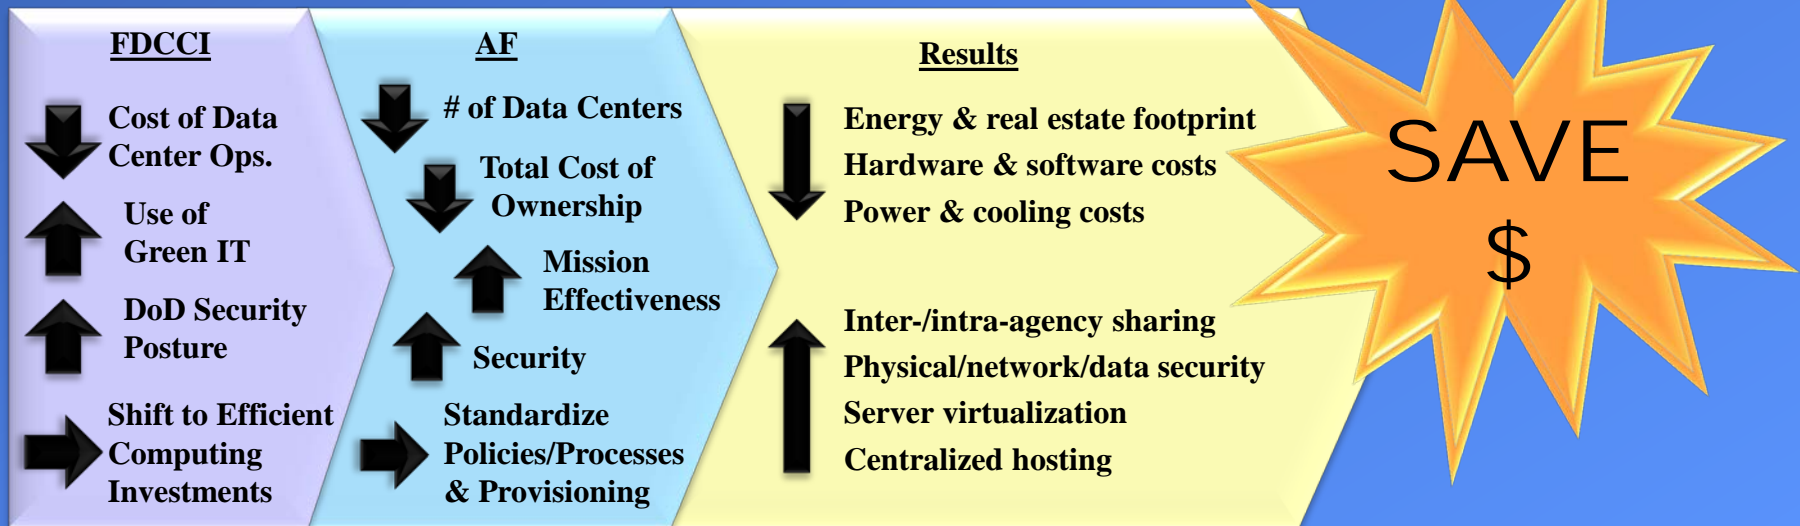 FDCCI
Cost of Data
Center Ops.
Use of
Green IT
DoD Security
Posture
Shift to Efficient
Computing
Investments
AF
# of Data Centers
Total Cost of
Ownership
Mission
Effectiveness
Security
Standardize
Policies/Processes
& Provisioning
Results
Energy & real estate footprint
Hardware & software costs
Power & cooling costs
Inter-/intra-agency sharing
Physical/network/data security
Server virtualization
Centralized hosting
SAVE
$